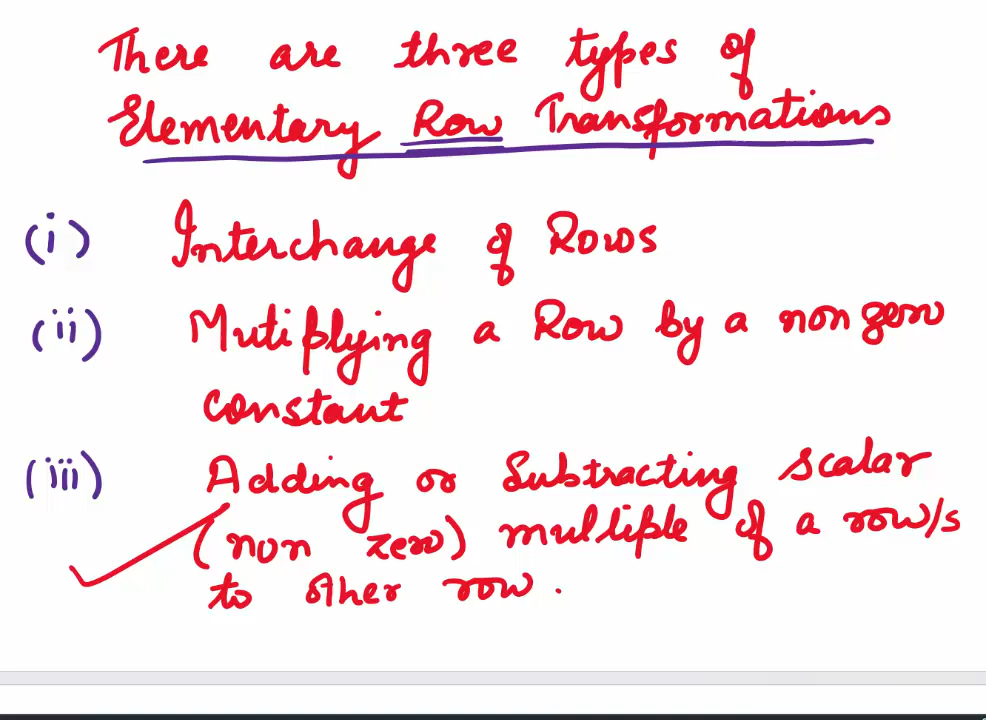 There are three types of
Elementary Row Transformations
(i) Interchange of Rows
(ii) Mutiplying a Row by a non zero
constant
(iii) Adding or Subtracting scalar
(non zero) multiple of a row/s
to other row.